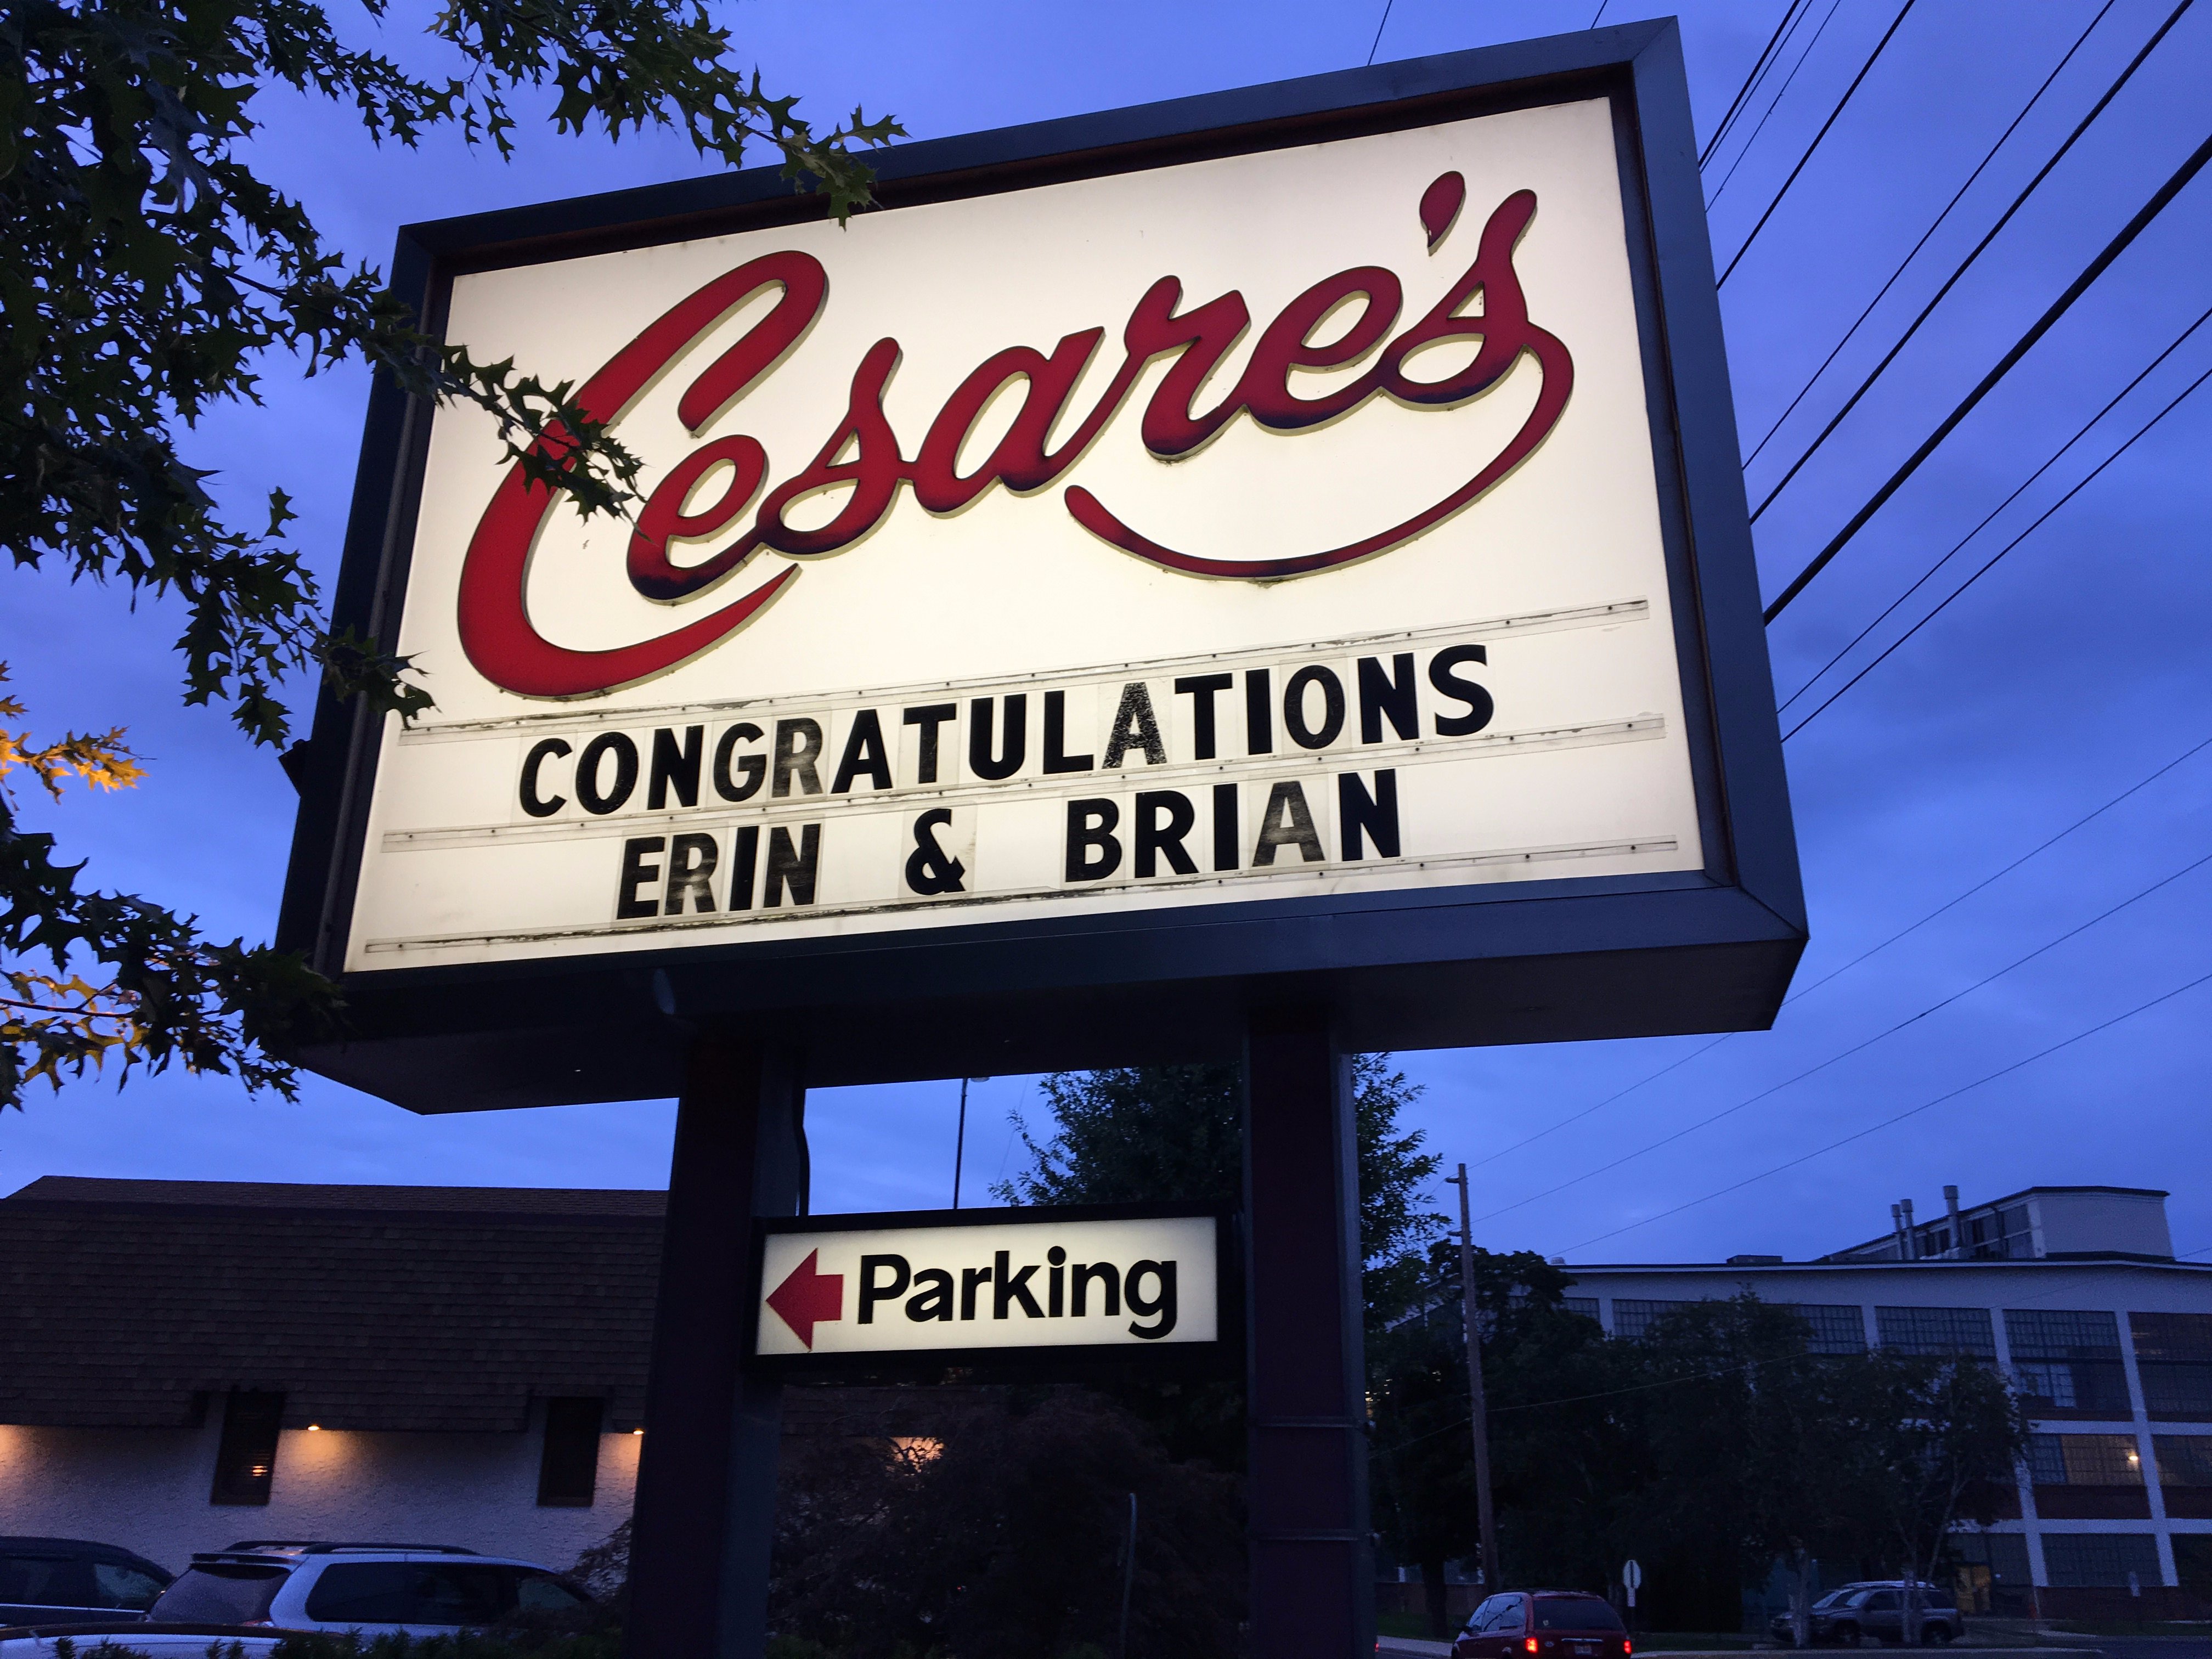 Cesare's
CONGRATULATIONS
ERIN & BRIAN
Parking